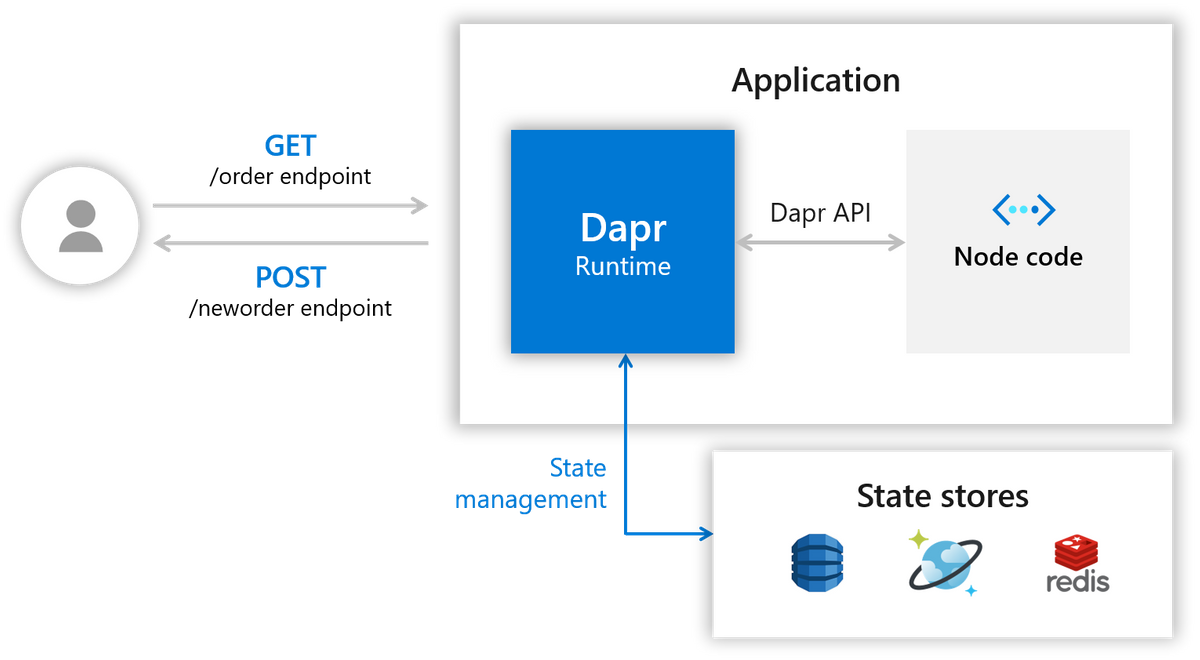 Application
GET
/order endpoint
POST
/neworder endpoint
Dapr
Runtime
Dapr API
Node code
State
management
State stores
redis